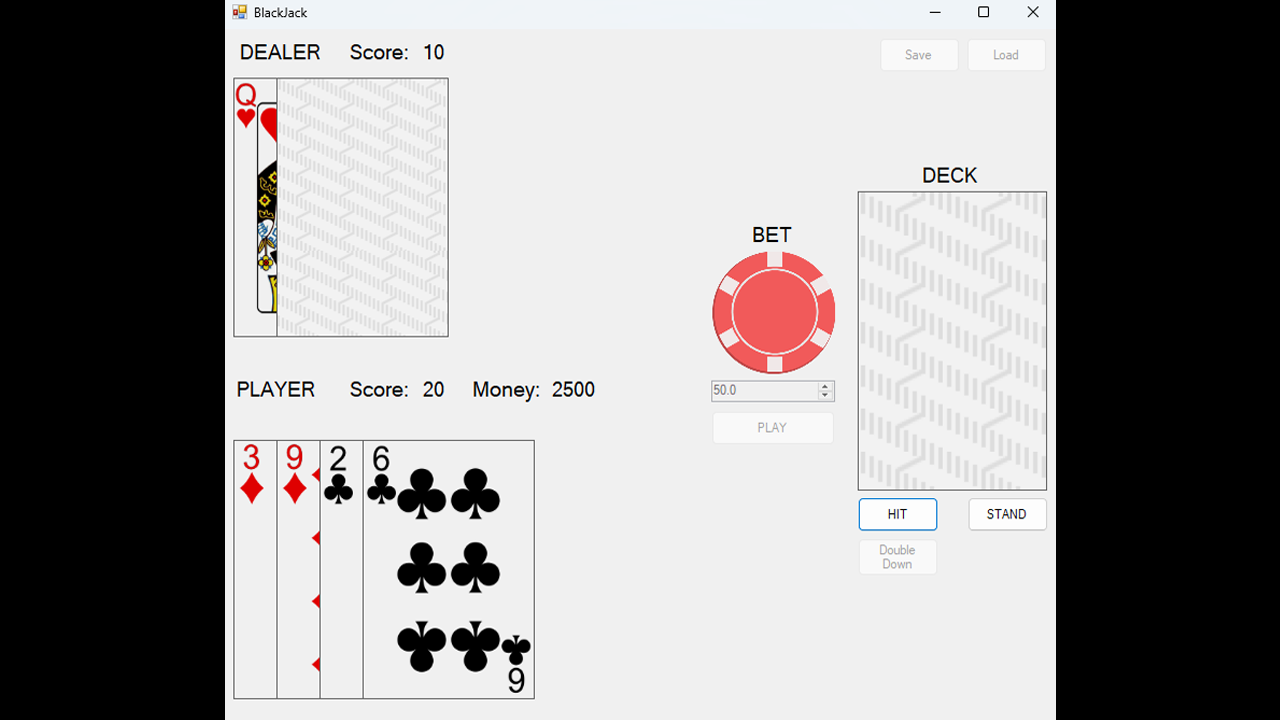 BlackJack
DEALER Score: 10
Save Load
Q
DECK
BET
PLAYER Score: 20 Money: 2500
50.0
PLAY
3 9 2 6
6
HIT STAND
Double
Down